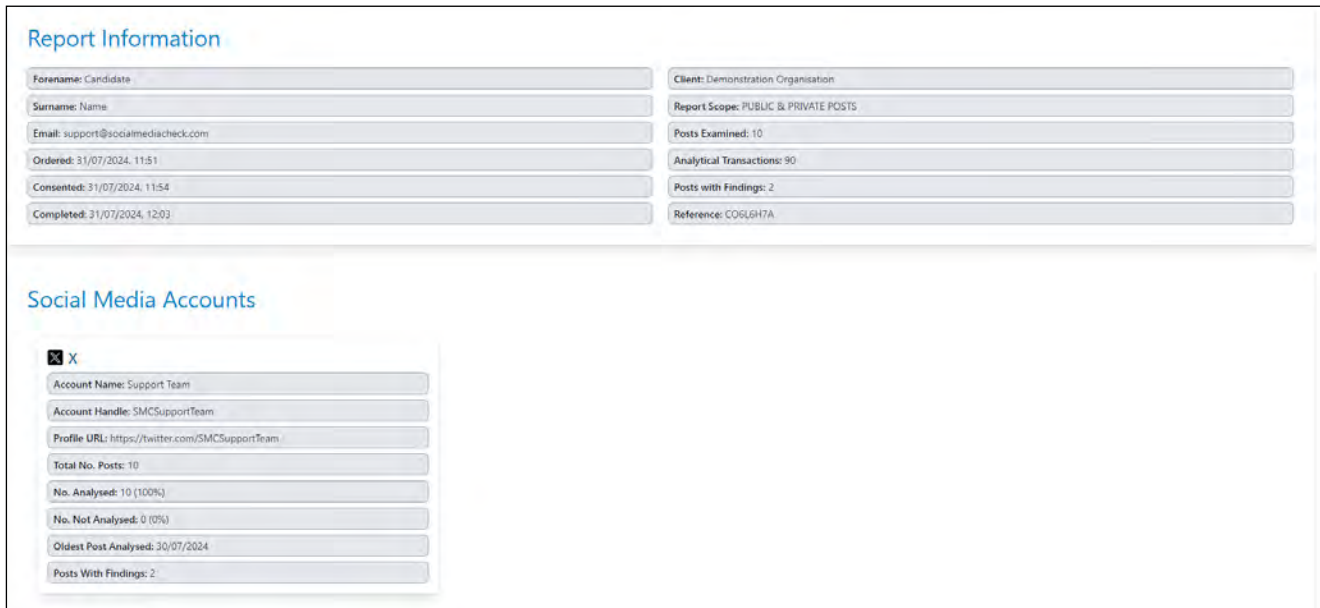 Report Information
Forename: Candidate
Surname: Name
Email: support@socialmediacheck.com
Ordered: 31/07/2024, 11:51
Consented: 31/07/2024, 11:54
Completed: 31/07/2024, 12:03
Client: Demonstration Organisation
Report Scope: PUBLIC & PRIVATE POSTS
Posts Examined: 10
Analytical Transactions: 90
Posts with Findings: 2
Reference: CO6L6H7A
Social Media Accounts
X
Account Name: Support Team
Account Handle: SMCSupportTeam
Profile URL: https://twitter.com/SMCSupportTeam
Total No. Posts: 10
No. Analysed: 10 (100%)
No. Not Analysed: 0 (0%)
Oldest Post Analysed: 30/07/2024
Posts With Findings: 2